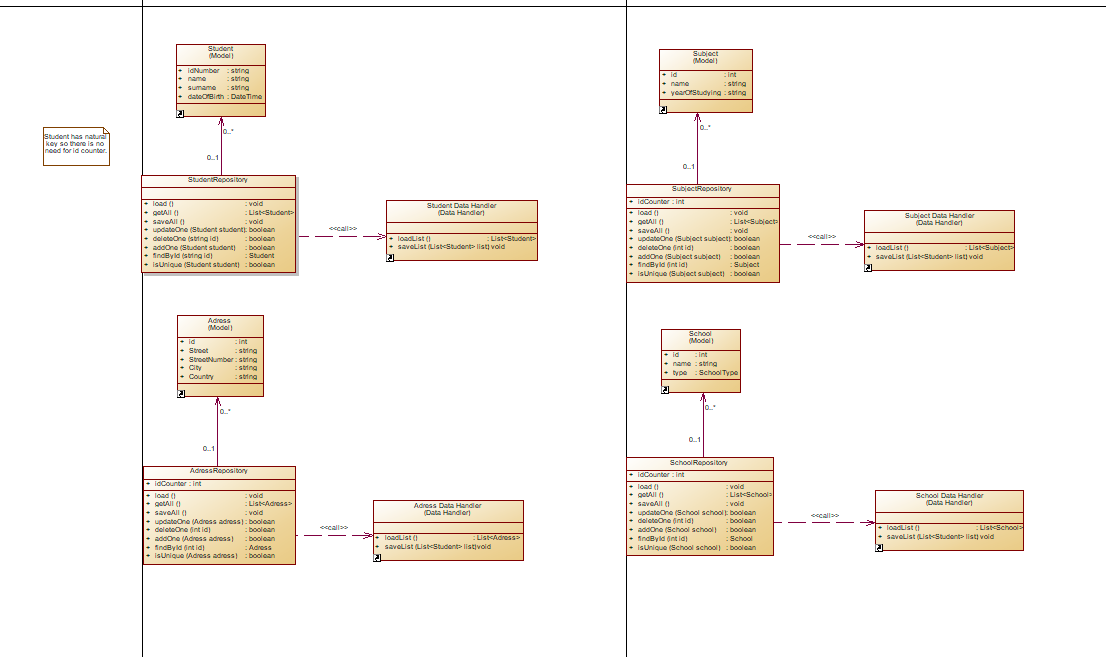 Student
(Model)
+ idNumber : string
+ name : string
+ surname : string
+ dateOfBirth : DateTime
Student has natural
key so there is no
need for id counter.
0..*
0..1
StudentRepository
+ load () : void
+ getAll () : List<Student>
+ saveAll () : void
+ updateOne (Student student) : boolean
+ deleteOne (string id) : boolean
+ addOne (Student student) : boolean
+ findById (string id) : Student
+ isUnique (Student student) : boolean
<<call>>
Student Data Handler
(Data Handler)
+ loadList () : List<Student>
+ saveList (List<Student> list) void
Subject
(Model)
+ id : int
+ name : string
+ yearOfStudying : string
0..*
0..1
SubjectRepository
+ idCounter : int
+ load () : void
+ getAll () : List<Subject>
+ saveAll () : void
+ updateOne (Subject subject) : boolean
+ deleteOne (int id) : boolean
+ addOne (Subject subject) : boolean
+ findById (int id) : Subject
+ isUnique (Subject subject) : boolean
<<call>>
Subject Data Handler
(Data Handler)
+ loadList () : List<Subject>
+ saveList (List<Student> list) void
Adress
(Model)
+ id : int
+ Street : string
+ StreetNumber : string
+ City : string
+ Country : string
0..*
0..1
AdressRepository
+ idCounter : int
+ load () : void
+ getAll () : List<Adress>
+ saveAll () : void
+ updateOne (Adress adress) : boolean
+ deleteOne (int id) : boolean
+ addOne (Adress adress) : boolean
+ findById (int id) : Adress
+ isUnique (Adress adress) : boolean
<<call>>
Adress Data Handler
(Data Handler)
+ loadList () : List<Adress>
+ saveList (List<Student> list) void
School
(Model)
+ id : int
+ name : string
+ type : SchoolType
0..*
0..1
SchoolRepository
+ idCounter : int
+ load () : void
+ getAll () : List<School>
+ saveAll () : void
+ updateOne (School school) : boolean
+ deleteOne (int id) : boolean
+ addOne (School school) : boolean
+ findById (int id) : School
+ isUnique (School school) : boolean
<<call>>
School Data Handler
(Data Handler)
+ loadList () : List<School>
+ saveList (List<Student> list) void